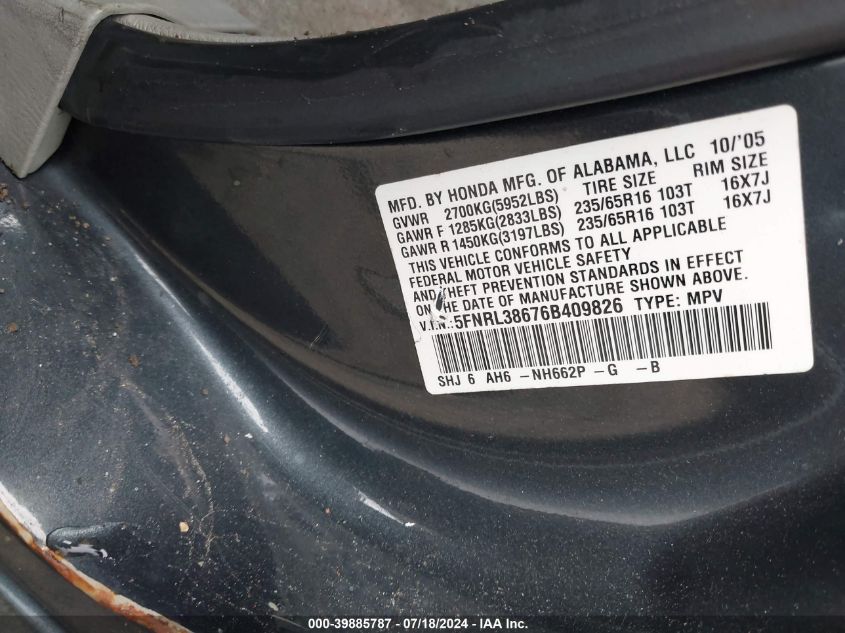 MFD. BY HONDA MFG. OF ALABAMA, LLC 10/'05
GVWR 2700KG(5952LBS) TIRE SIZE RIM SIZE
GAWR F 1285KG(2833LBS) 235/65R16 103T 16X7J
GAWR R 1450KG(3197LBS) 235/65R16 103T 16X7J
THIS VEHICLE CONFORMS TO ALL APPLICABLE
FEDERAL MOTOR VEHICLE SAFETY
AND THEFT PREVENTION STANDARDS IN EFFECT
ON THE DATE OF MANUFACTURE SHOWN ABOVE.
V.I.N.:5FNRL38676B409826 TYPE: MPV
SHJ 6 AH6 -NH662P -G -B
000-39885787 - 07/18/2024 - IAA Inc.